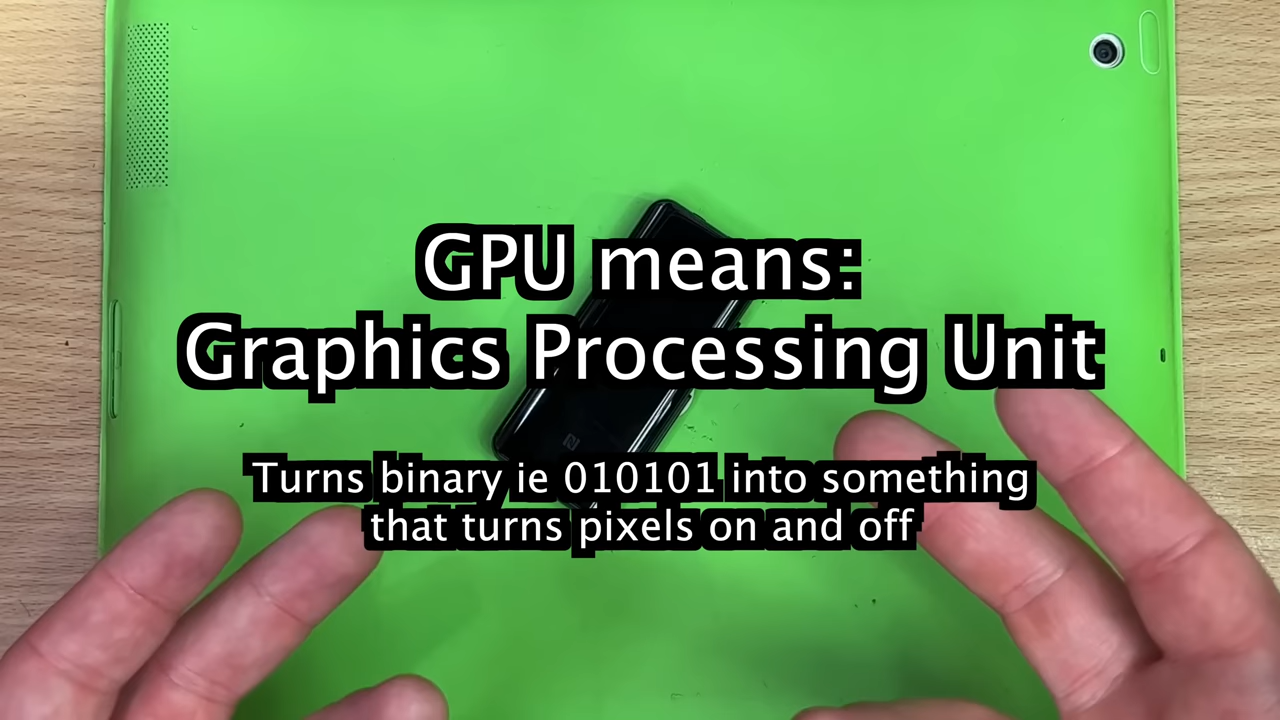 GPU means:
Graphics Processing Unit
Turns binary ie 010101 into something
that turns pixels on and off